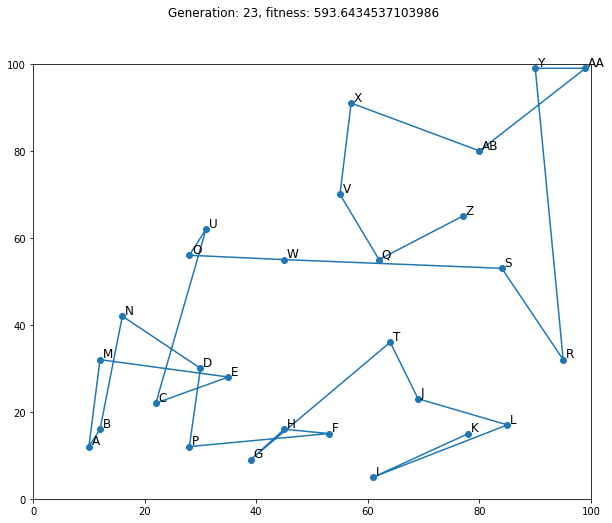 Generation: 23, fitness: 593.6434537103986
100
Y
AA
X
80
AB
V
Z
U
60
O
W
Q
S
N
40
T
M
R
D
E
J
C
20
B
H
F
K
L
A
P
G
I
0
0
20
40
60
80
100